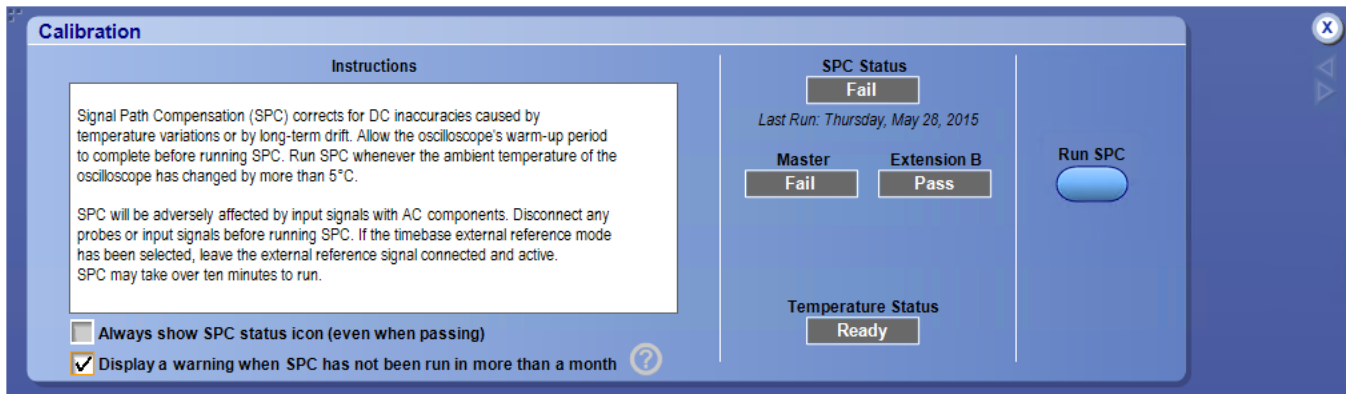 Calibration
X
Instructions
Signal Path Compensation (SPC) corrects for DC inaccuracies caused by
temperature variations or by long-term drift. Allow the oscilloscope's warm-up period
to complete before running SPC. Run SPC whenever the ambient temperature of the
oscilloscope has changed by more than 5°C.
SPC will be adversely affected by input signals with AC components. Disconnect any
probes or input signals before running SPC. If the timebase external reference mode
has been selected, leave the external reference signal connected and active.
SPC may take over ten minutes to run.
Always show SPC status icon (even when passing)
Display a warning when SPC has not been run in more than a month ?
SPC Status
Fail
Last Run: Thursday, May 28, 2015
Master Extension B
Fail Pass
Temperature Status
Ready
Run SPC